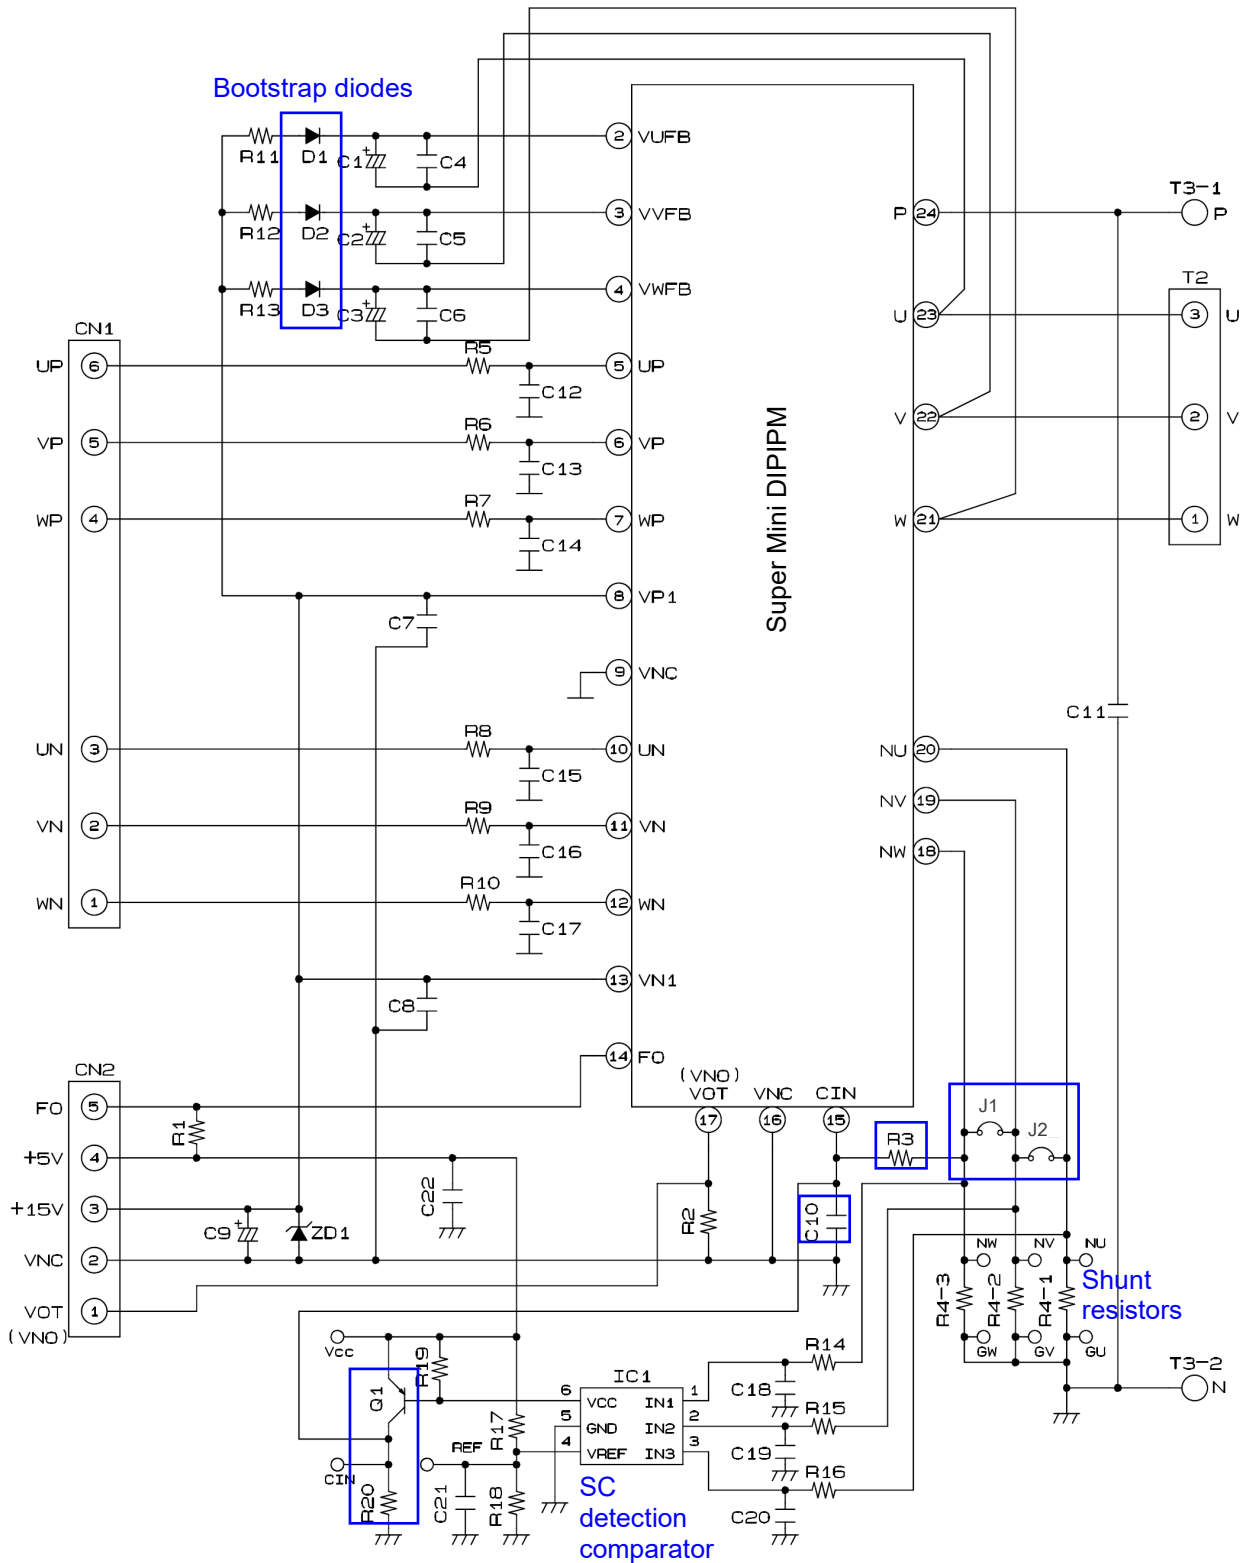 Bootstrap diodes
R11 D1 C1 + C4 2 VUFB
R12 D2 C2 + C5 3 VVFB
P 24
T3-1
P
R13 D3 C3 + C6 4 VWFB
T2
U 23 3 U
CN1
UP 6 R5 5 UP
C12
V 22 2 V
VP 5 R6 6 VP
C13
WP 4 R7 7 WP
C14
W 21 1 W
Super Mini DIPIPM
8 VP1
C7
9 VNC
C11
UN 3 R8 10 UN
C15
NU 20
NV 19
VN 2 R9 11 VN
C16
NW 18
WN 1 R10 12 WN
C17
13 VN1
C8
14 FO
CN2
FO 5
R1
(VNO)
VOT VNC CIN
17 16 15
J1
J2
R3
+5V 4
C22
+15V 3
C9 + ZD1
R2
C10
VNC 2
NW NV NU
R4-3 R4-2 R4-1
Shunt
resistors
GW GV GU
VOT 1
(VNO)
Vcc
R19
R14
T3-2
N
IC1
Q1
6 VCC IN1 1
C18
5 GND IN2 2
R15
R17
4 VREF IN3 3
C19
REF
CIN
R20
C21
R18
R16
C20
SC
detection
comparator